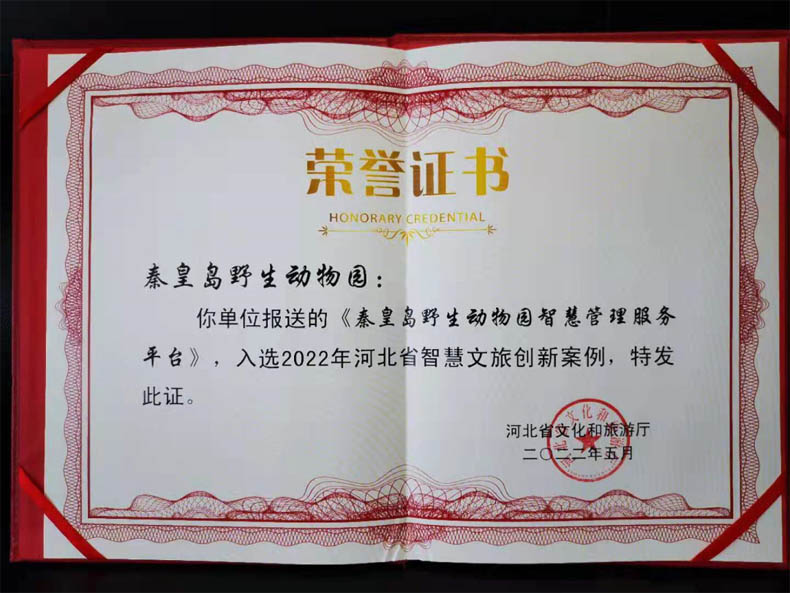 荣誉证书
HONORARY CREDENTIAL
秦皇岛野生动物园：
你单位报送的《秦皇岛野生动物园智慧管理服务
平台》，入选2022年河北省智慧文旅创新案例，特发
此证。
河北省文化和旅游厅
二〇二二年五月